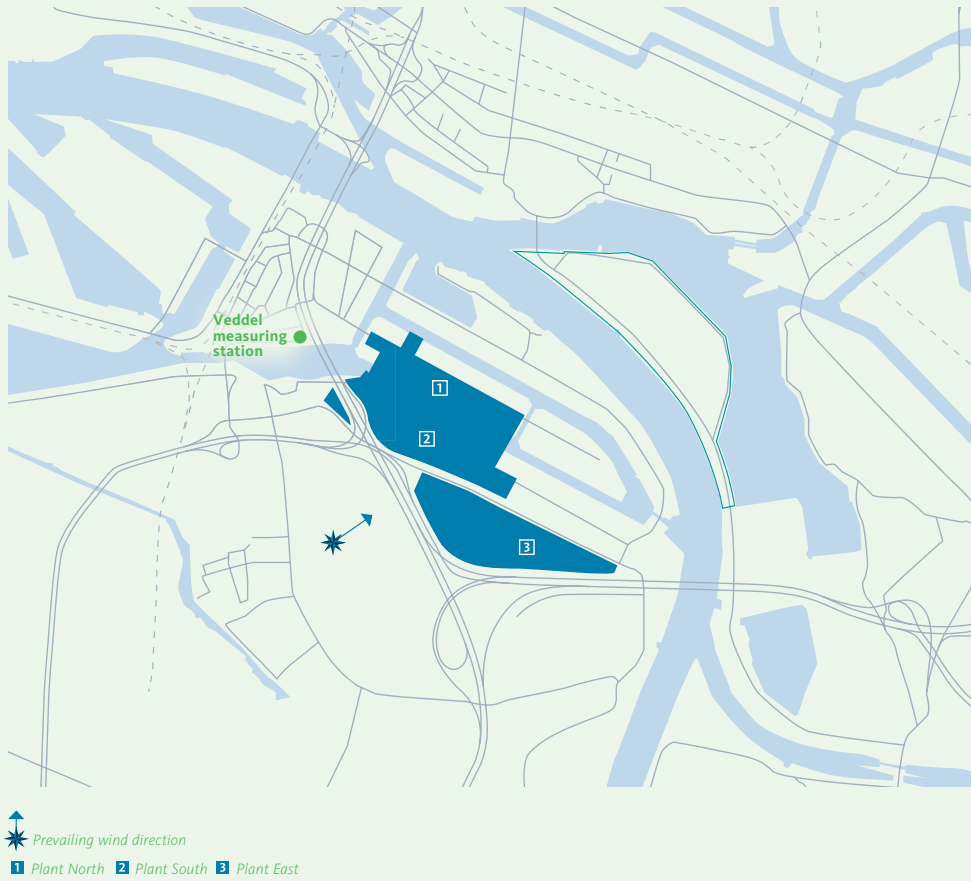 Veddel
measuring
station
1
2
3
Prevailing wind direction
1 Plant North 2 Plant South 3 Plant East